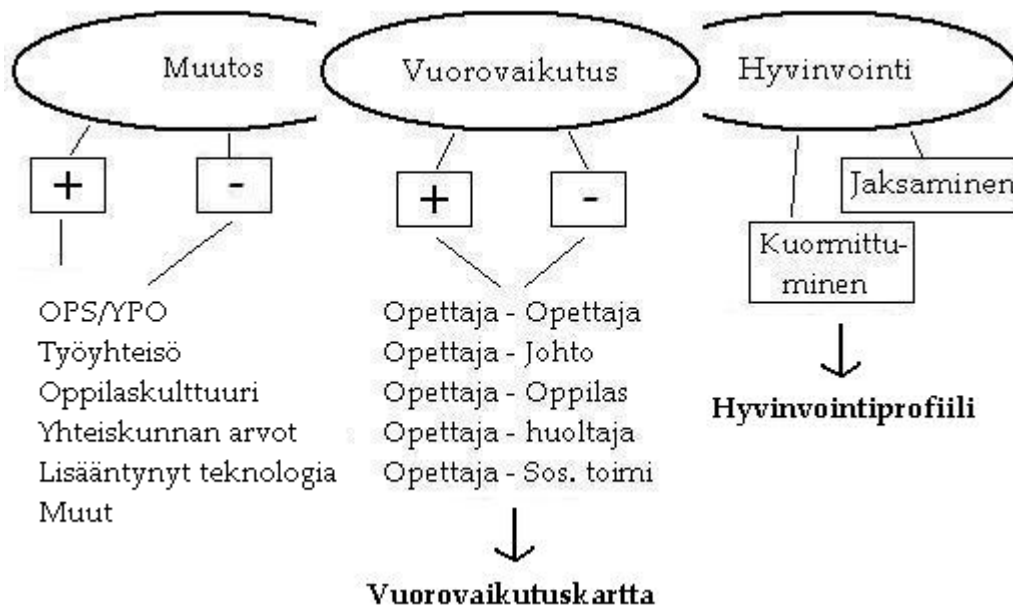 Muutos
+
-
OPS/YPO
Työyhteisö
Oppilaskulttuuri
Yhteiskunnan arvot
Lisääntynyt teknologia
Muut
Vuorovaikutus
+
-
Opettaja - Opettaja
Opettaja - Johto
Opettaja - Oppilas
Opettaja - huoltaja
Opettaja - Sos. toimi
Vuorovaikutuskartta
Hyvinvointi
Jaksaminen
Kuormittu-
minen
Hyvinvointiprofiili